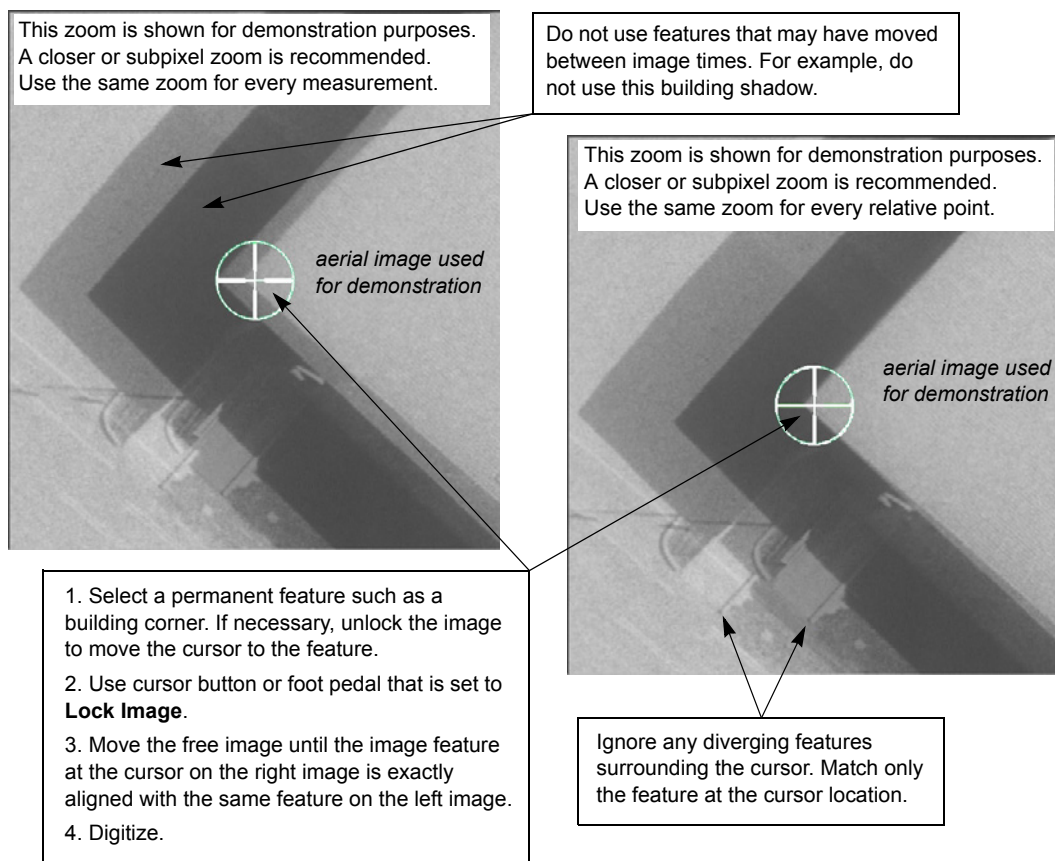 This zoom is shown for demonstration purposes.
A closer or subpixel zoom is recommended.
Use the same zoom for every measurement.
Do not use features that may have moved
between image times. For example, do
not use this building shadow.
This zoom is shown for demonstration purposes.
A closer or subpixel zoom is recommended.
Use the same zoom for every relative point.
aerial image used
for demonstration
aerial image used
for demonstration
1. Select a permanent feature such as a
building corner. If necessary, unlock the image
to move the cursor to the feature.
2. Use cursor button or foot pedal that is set to
Lock Image.
3. Move the free image until the image feature
at the cursor on the right image is exactly
aligned with the same feature on the left image.
4. Digitize.
Ignore any diverging features
surrounding the cursor. Match only
the feature at the cursor location.